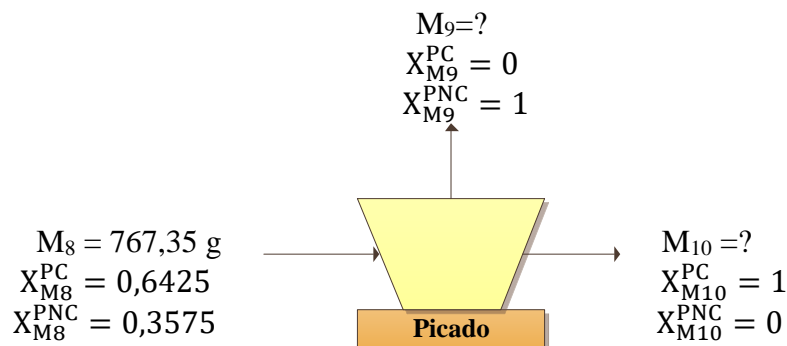 M₉=?
X_M9^PC = 0
X_M9^PNC = 1
M₈ = 767,35 g
X_M8^PC = 0,6425
X_M8^PNC = 0,3575
M₁₀ =?
X_M10^PC = 1
X_M10^PNC = 0
Picado